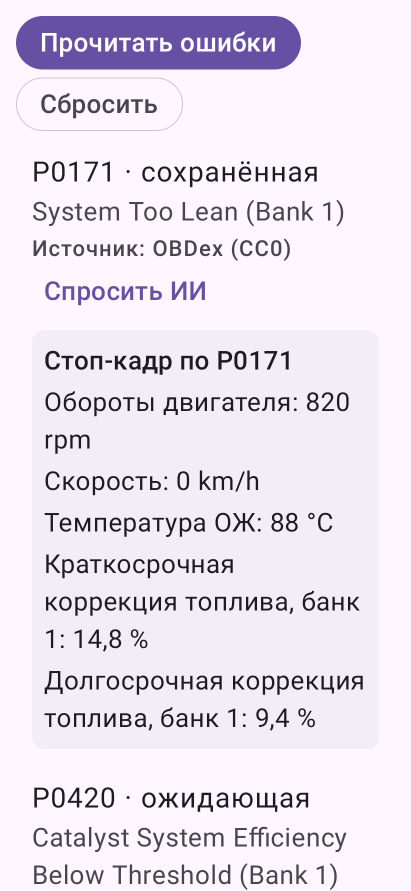 Прочитать ошибки
Сбросить
P0171 · сохранённая
System Too Lean (Bank 1)
Источник: OBDex (CC0)
Спросить ИИ
Стоп-кадр по P0171
Обороты двигателя: 820
rpm
Скорость: 0 km/h
Температура ОЖ: 88 °C
Краткосрочная
коррекция топлива, банк
1: 14,8 %
Долгосрочная коррекция
топлива, банк 1: 9,4 %
P0420 · ожидающая
Catalyst System Efficiency
Below Threshold (Bank 1)